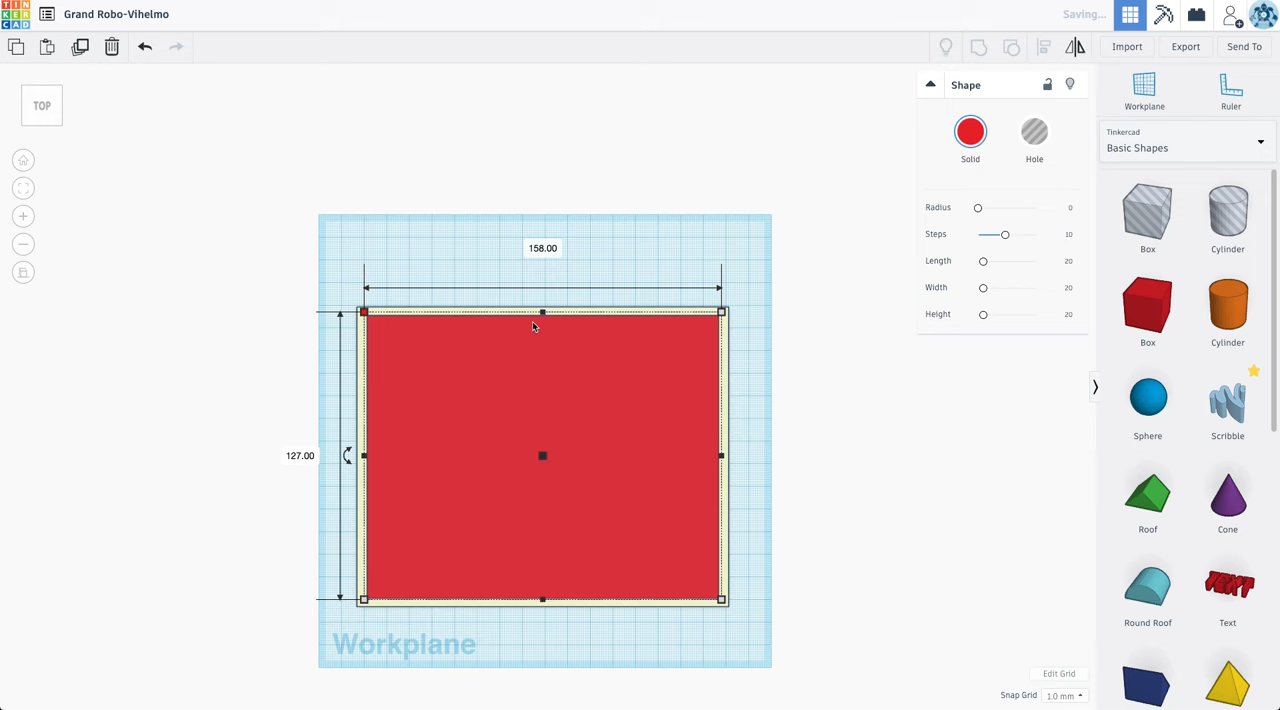 TIN
KER
CAD
Grand Robo-Vihelmo
Saving...
Import
Export
Send To
TOP
Shape
Solid
Hole
Radius
0
Steps
10
Length
20
Width
20
Height
20
Workplane
Ruler
Tinkercad
Basic Shapes
Box
Cylinder
Box
Cylinder
Sphere
Scribble
Roof
Cone
Round Roof
Text
TEXT
158.00
127.00
Workplane
Edit Grid
Snap Grid
1.0 mm